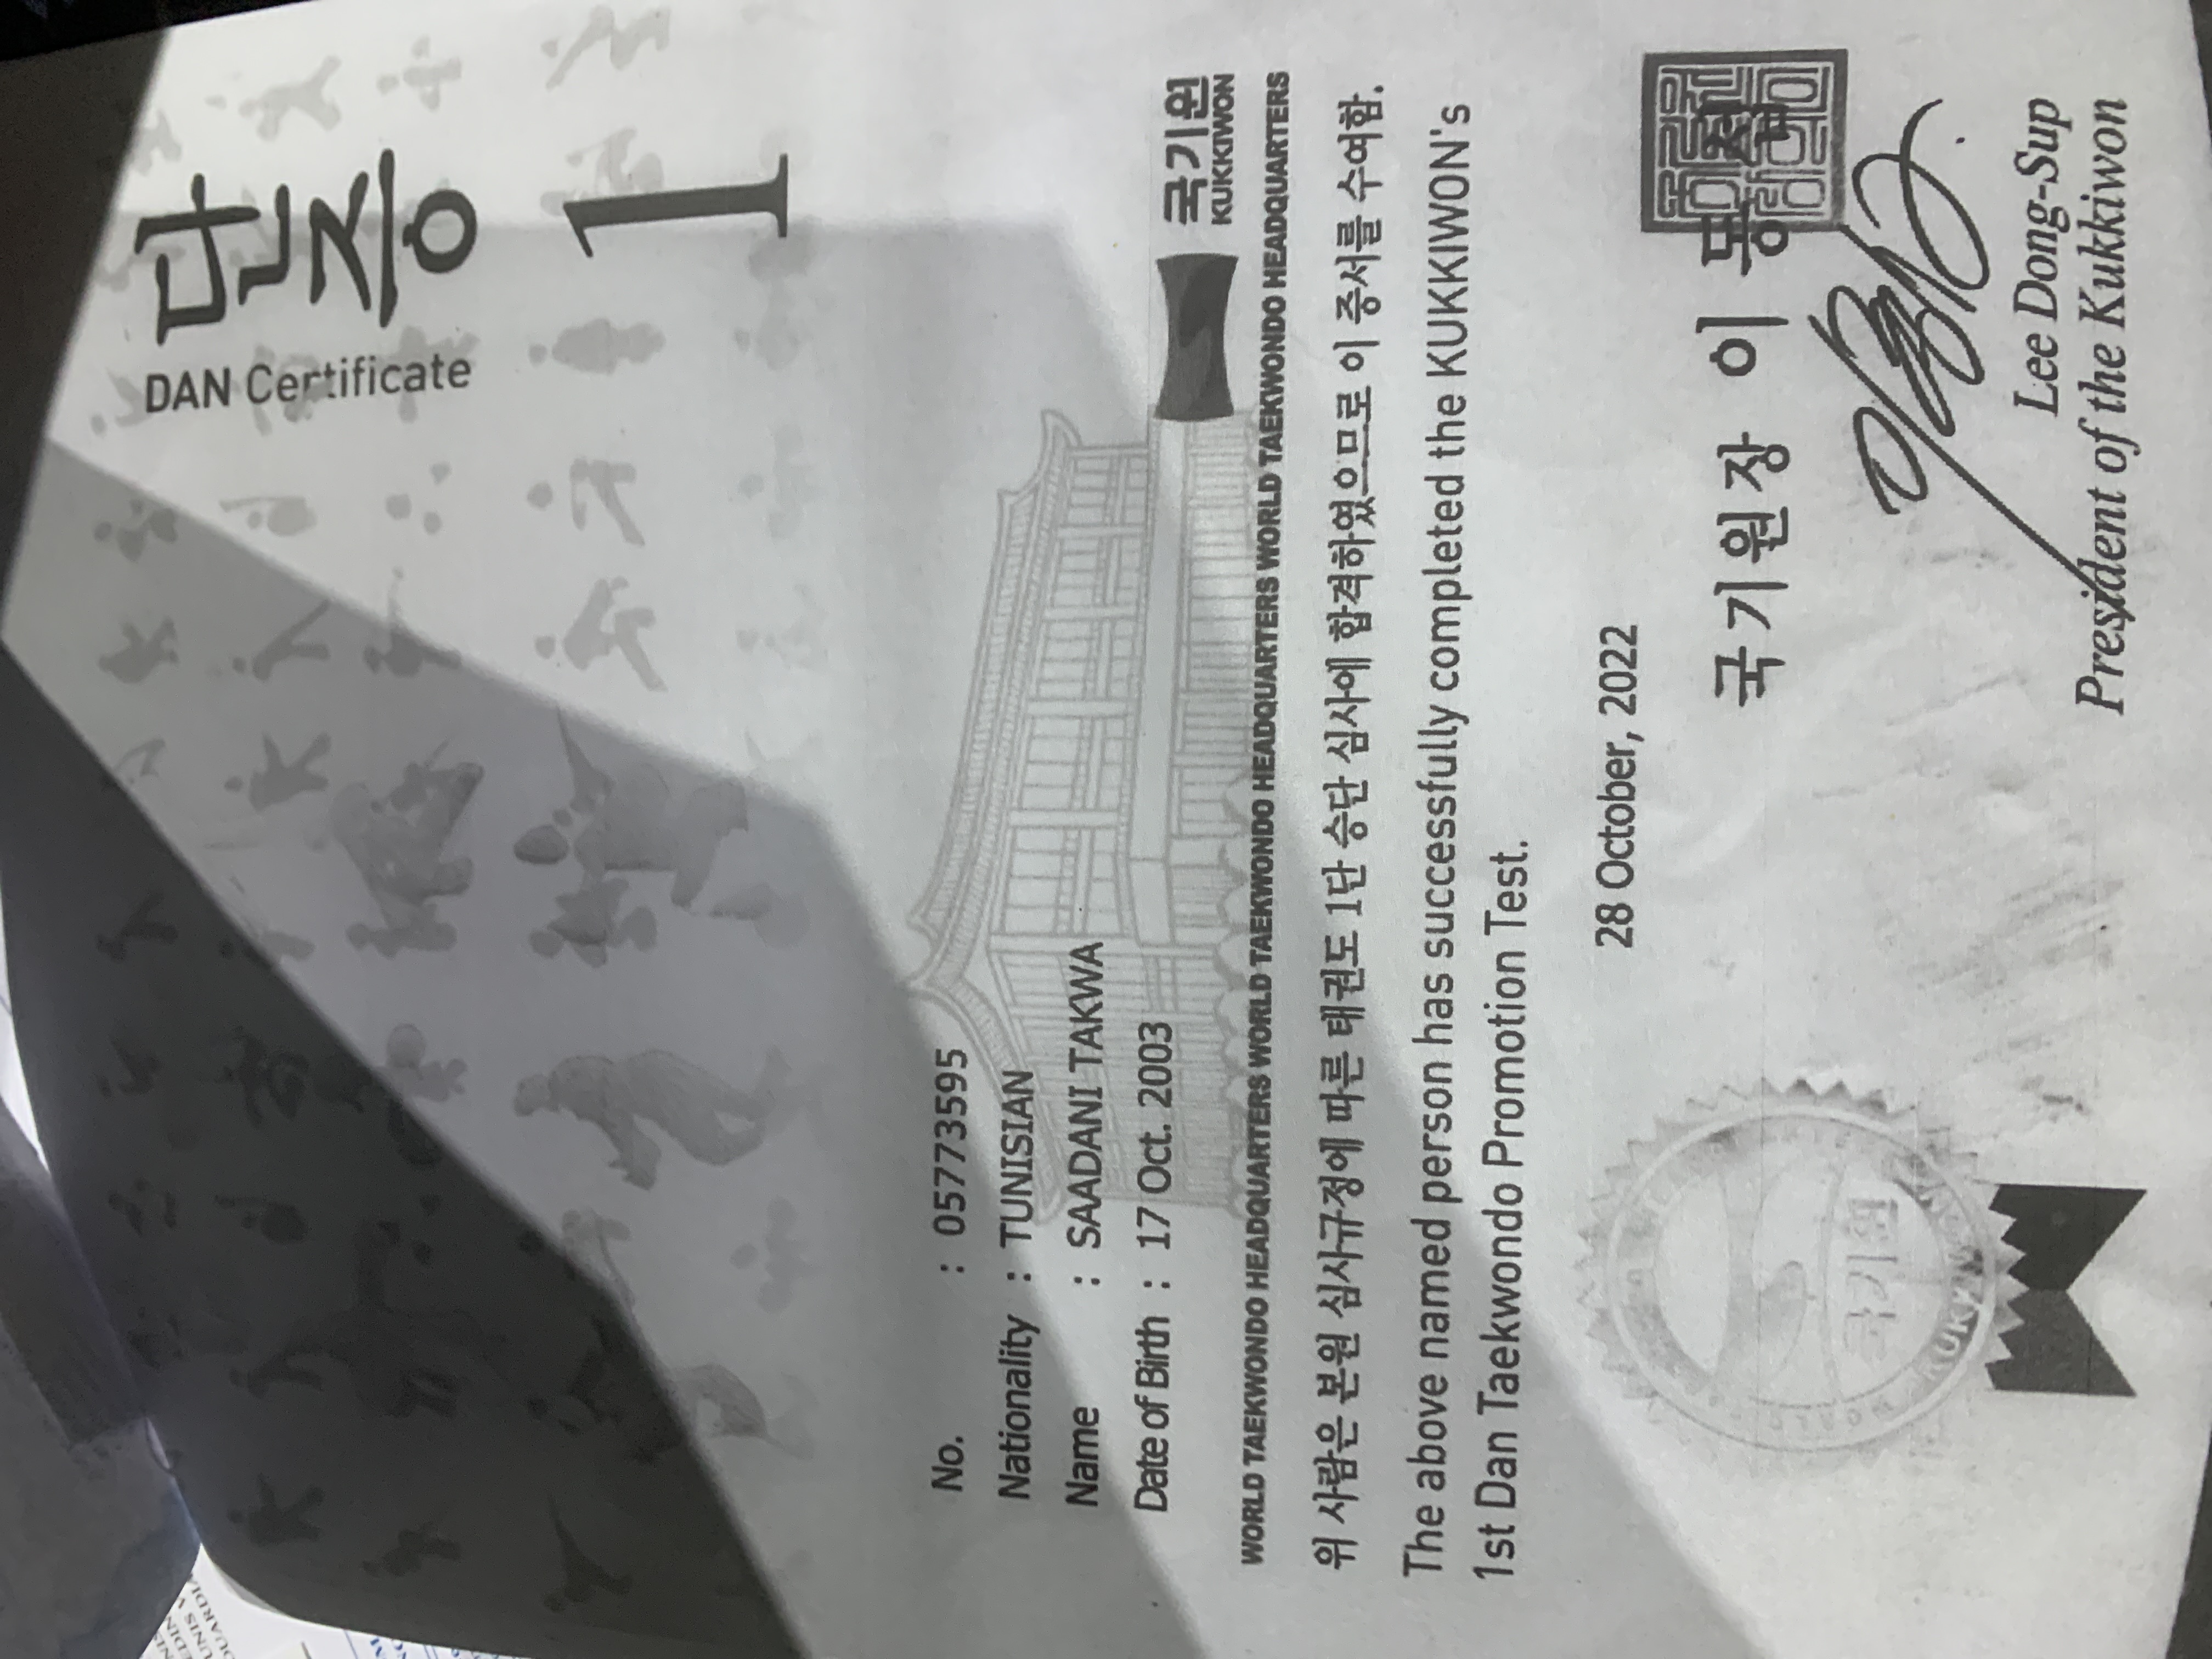 단증
DAN Certificate
1
No. : 05773595
Nationality : TUNISIAN
Name : SAADANI TAKWA
Date of Birth : 17 Oct. 2003
국기원
KUKKIWON
WORLD TAEKWONDO HEADQUARTERS WORLD TAEKWONDO HEADQUARTERS WORLD TAEKWONDO HEADQUARTERS WORLD TAEKWONDO HEADQUARTERS
위 사람은 본원 심사규정에 따른 태권도 1단 승단 심사에 합격하였으므로 이 증서를 수여함.
The above named person has successfully completed the KUKKIWON's
1st Dan Taekwondo Promotion Test.
28 October, 2022
국기원장 이 동 섭
Lee Dong-Sup
President of the Kukkiwon
국기원